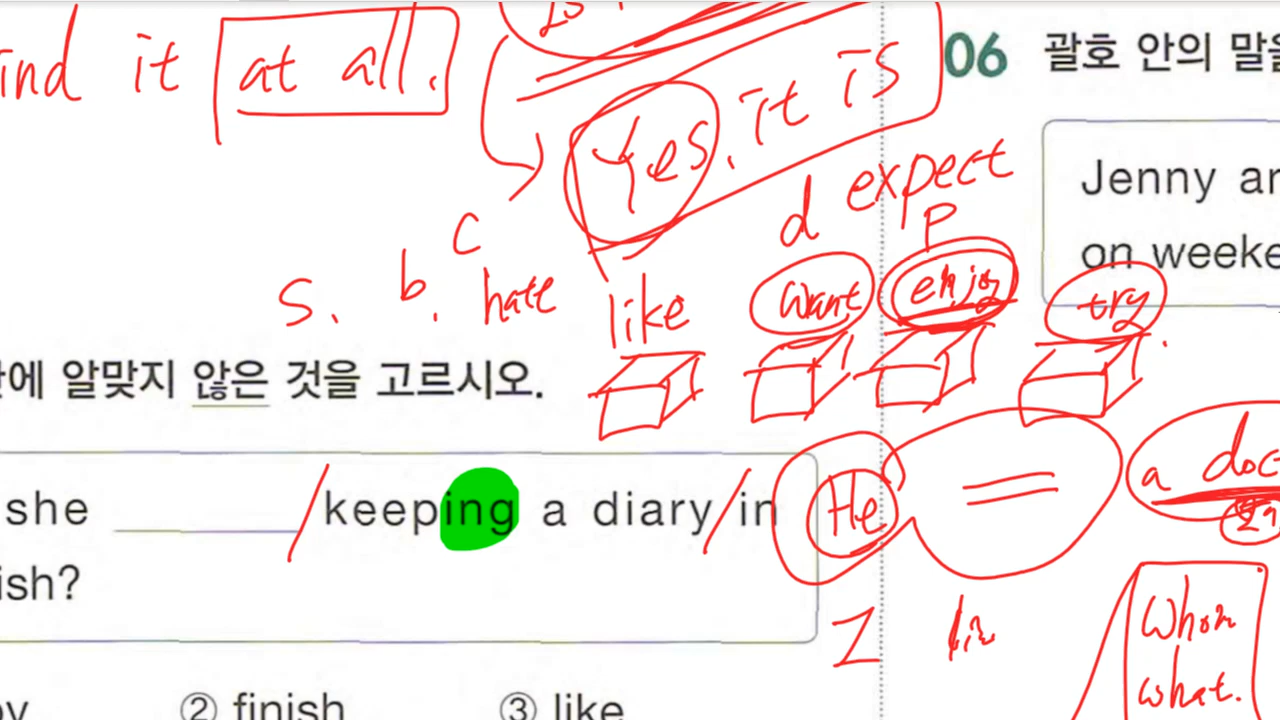 ind it at all.
Yes, it is
06 괄호 안의 말을
Jenny ar
on weeke
d expect
p
c
s. b. hate like want enjoy try
에 알맞지 않은 것을 고르시오.
she ________ / keeping a diary / in
ish?
He = a doc
I
Whom
what.
② finish ③ like